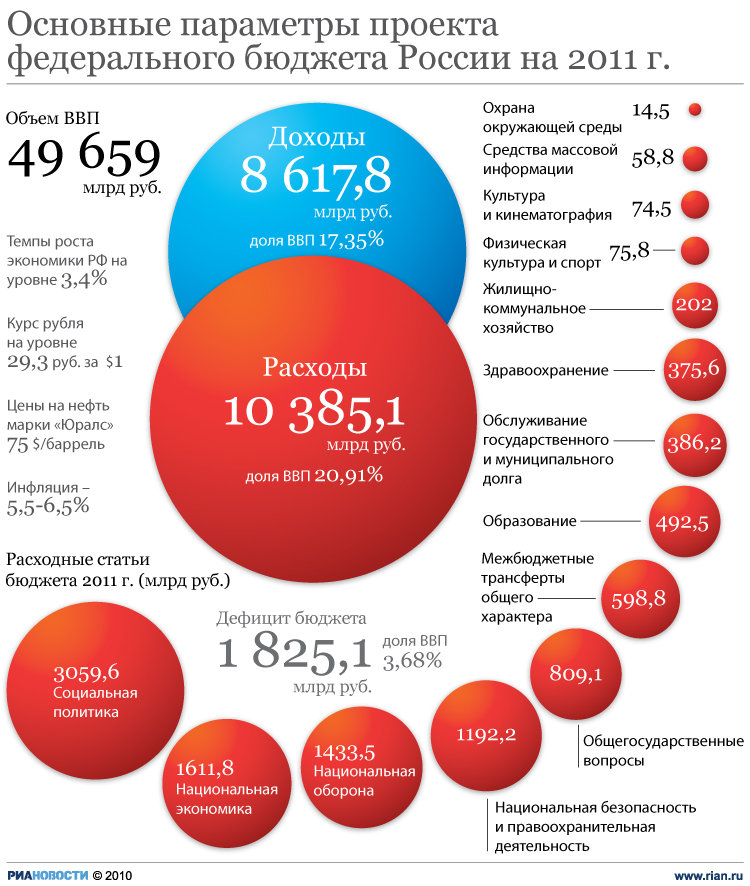 Основные параметры проекта
федерального бюджета России на 2011 г.
Объем ВВП
49 659
млрд руб.
Темпы роста
экономики РФ на
уровне 3,4%
Курс рубля
на уровне
29,3 руб. за $1
Цены на нефть
марки «Юралс»
75 $/баррель
Инфляция –
5,5-6,5%
Доходы
8 617,8
млрд руб.
доля ВВП 17,35%
Расходы
10 385,1
млрд руб.
доля ВВП 20,91%
Охрана
окружающей среды
14,5
Средства массовой
информации
58,8
Культура
и кинематография
74,5
Физическая
культура и спорт
75,8
Жилищно-
коммунальное
хозяйство
202
Здравоохранение
375,6
Обслуживание
государственного
и муниципального
долга
386,2
Образование
492,5
Межбюджетные
трансферты
общего
характера
598,8
Расходные статьи
бюджета 2011 г. (млрд руб.)
Дефицит бюджета
1 825,1
млрд руб.
доля ВВП
3,68%
3059,6
Социальная
политика
1611,8
Национальная
экономика
1433,5
Национальная
оборона
1192,2
Национальная безопасность
и правоохранительная
деятельность
809,1
Общегосударственные
вопросы
РИАНОВОСТИ © 2010
www.rian.ru